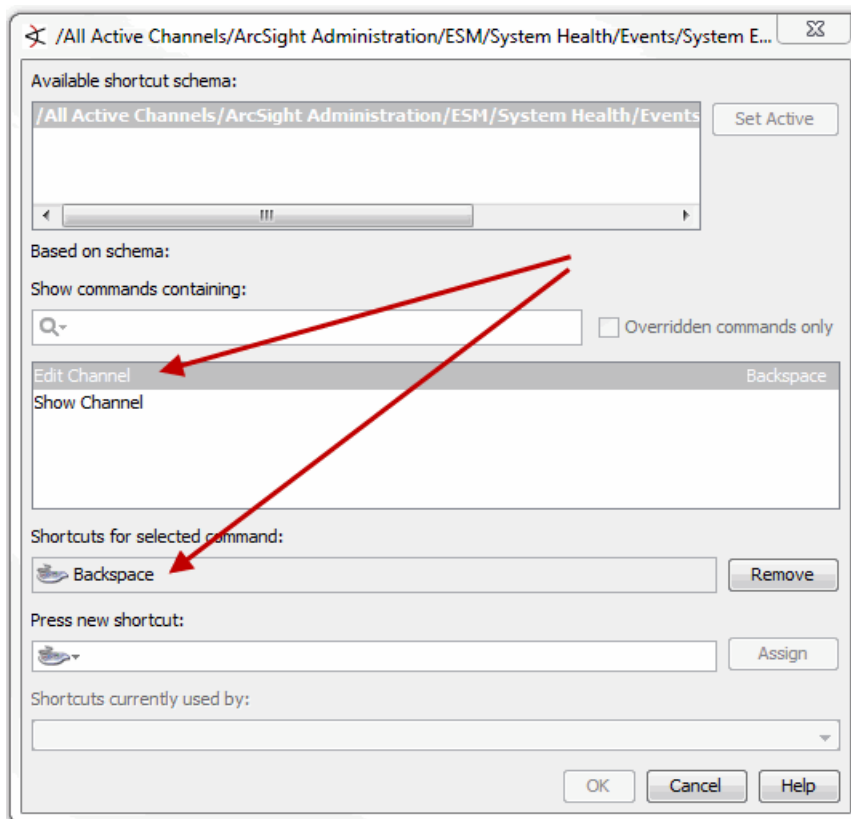 /All Active Channels/ArcSight Administration/ESM/System Health/Events/System E...
Available shortcut schema:
/All Active Channels/ArcSight Administration/ESM/System Health/Events
Set Active
Based on schema:
Show commands containing:
Overridden commands only
Edit Channel Backspace
Show Channel
Shortcuts for selected command:
Backspace
Remove
Press new shortcut:
Assign
Shortcuts currently used by:
OK Cancel Help